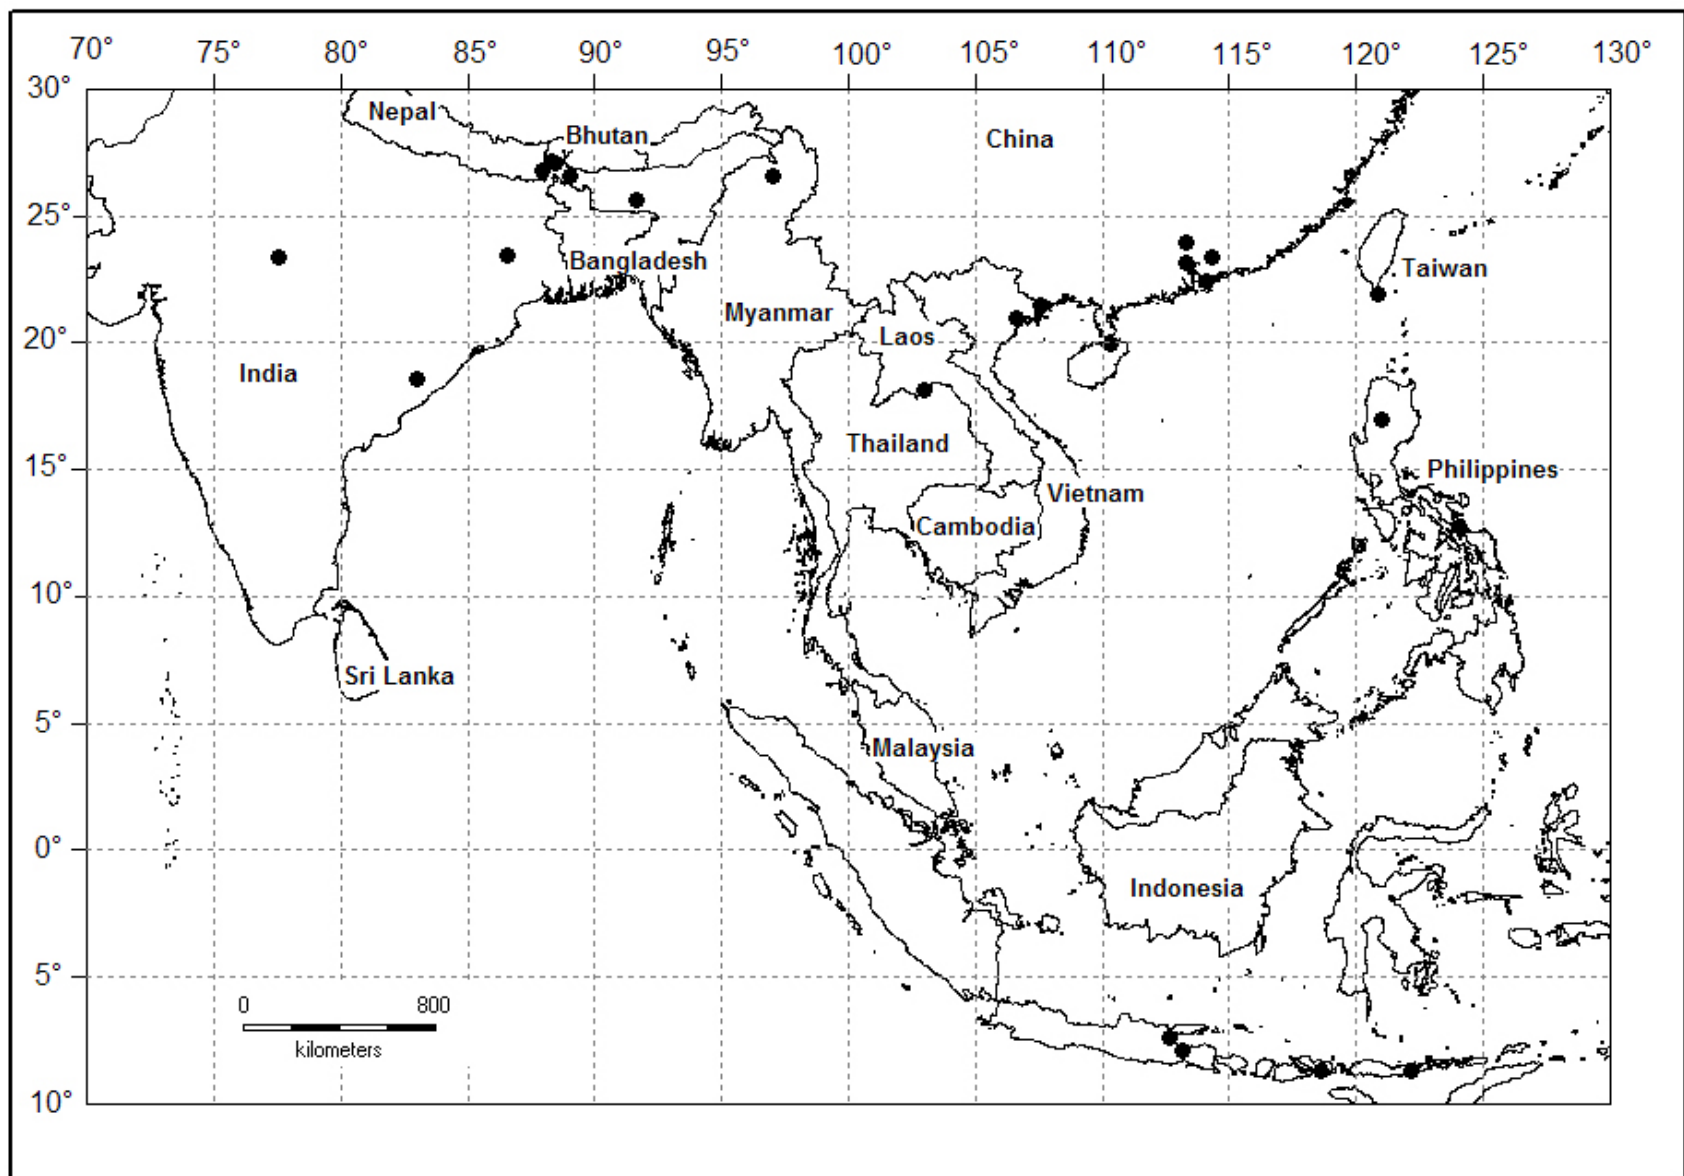 70° 75° 80° 85° 90° 95° 100° 105° 110° 115° 120° 125° 130°
30°
Nepal
Bhutan
China
25°
Bangladesh
Taiwan
Myanmar
20°
Laos
India
Thailand
15°
Philippines
Vietnam
Cambodia
10°
Sri Lanka
5°
Malaysia
0°
Indonesia
5°
0 800
kilometers
10°